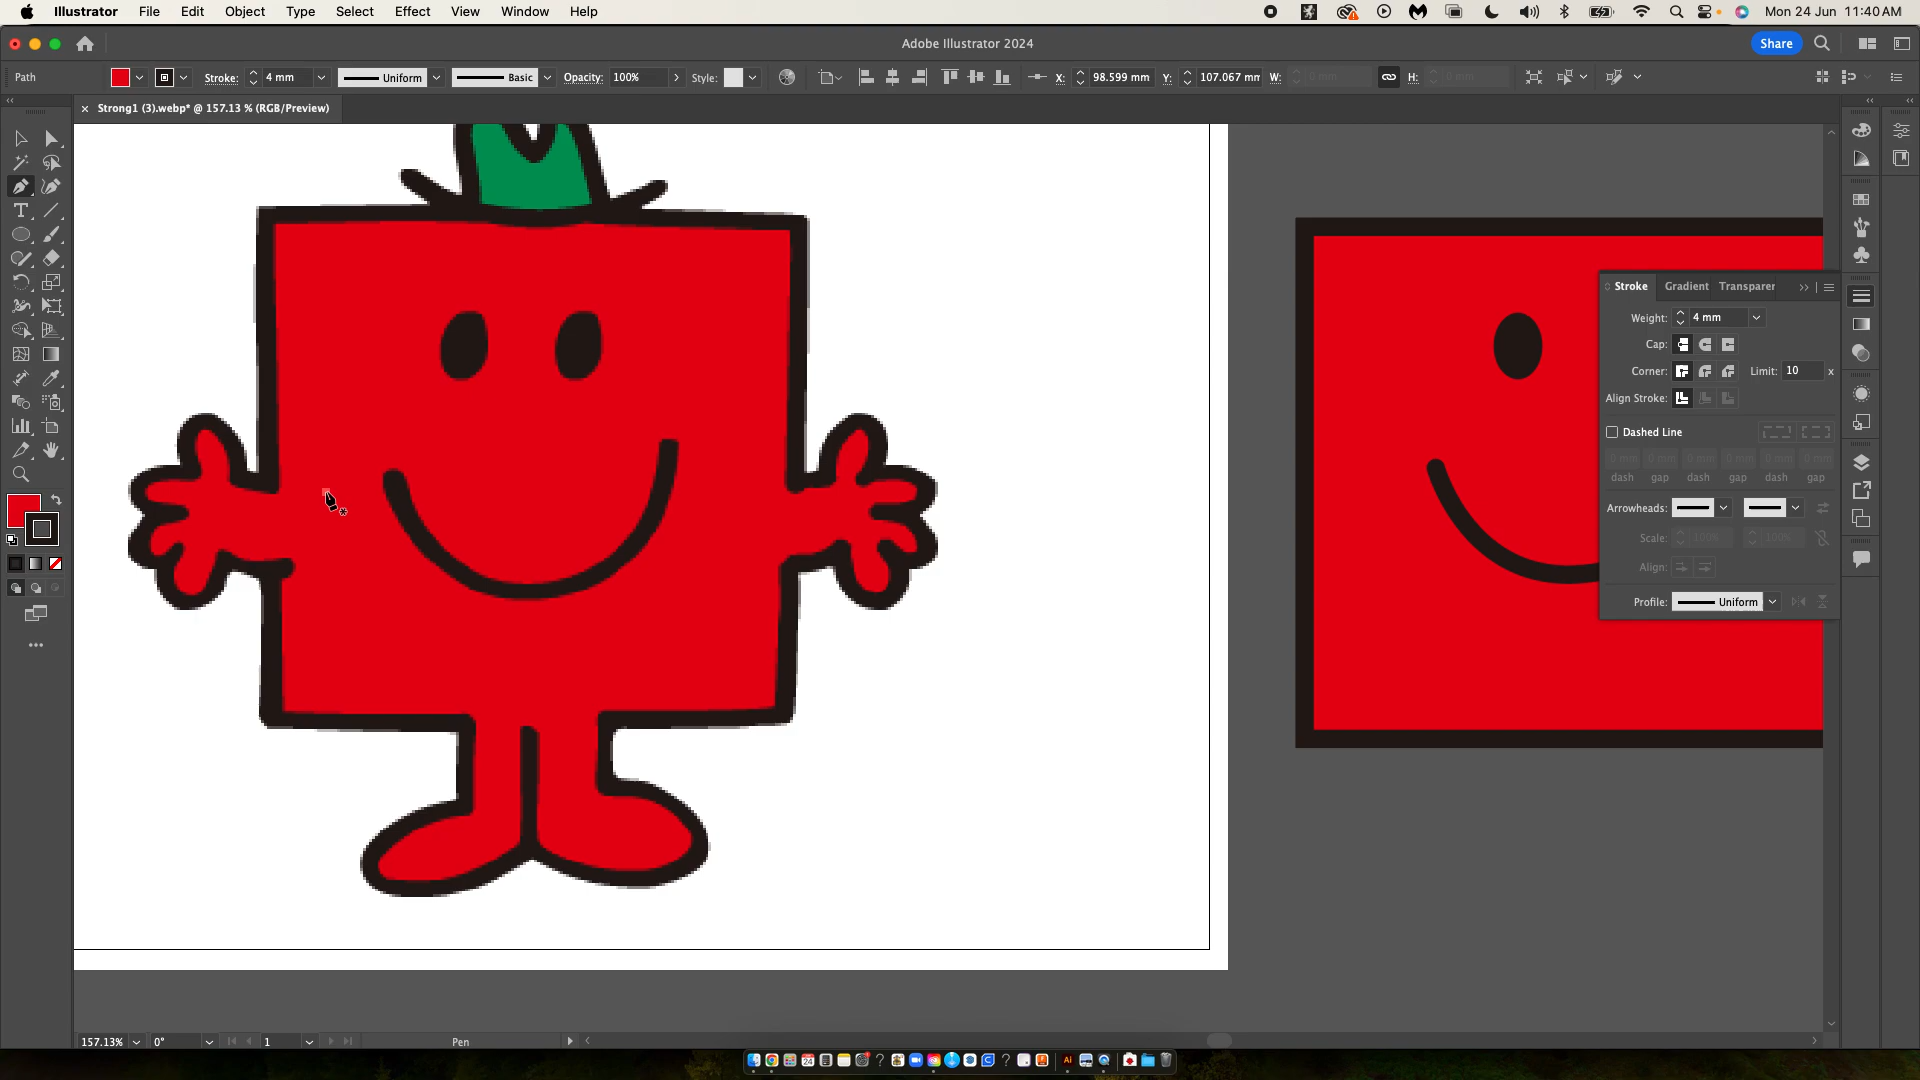 Illustrator File Edit Object Type Select Effect View Window Help Mon 24 Jun 11:40 AM
Adobe Illustrator 2024 Share
Path Stroke: 4 mm Uniform Basic Opacity: 100% Style: X: 98.599 mm Y: 107.067 mm W: 0 mm H: 0 mm
× Strong1 (3).webp* @ 157.13 % (RGB/Preview)
Stroke Gradient Transparer
Weight: 4 mm
Cap:
Corner: Limit: 10 x
Align Stroke:
Dashed Line
0 mm 0 mm 0 mm 0 mm 0 mm 0 mm
dash gap dash gap dash gap
Arrowheads:
Scale: 100% 100%
Align:
Profile: Uniform
157.13% 0° 1 Pen